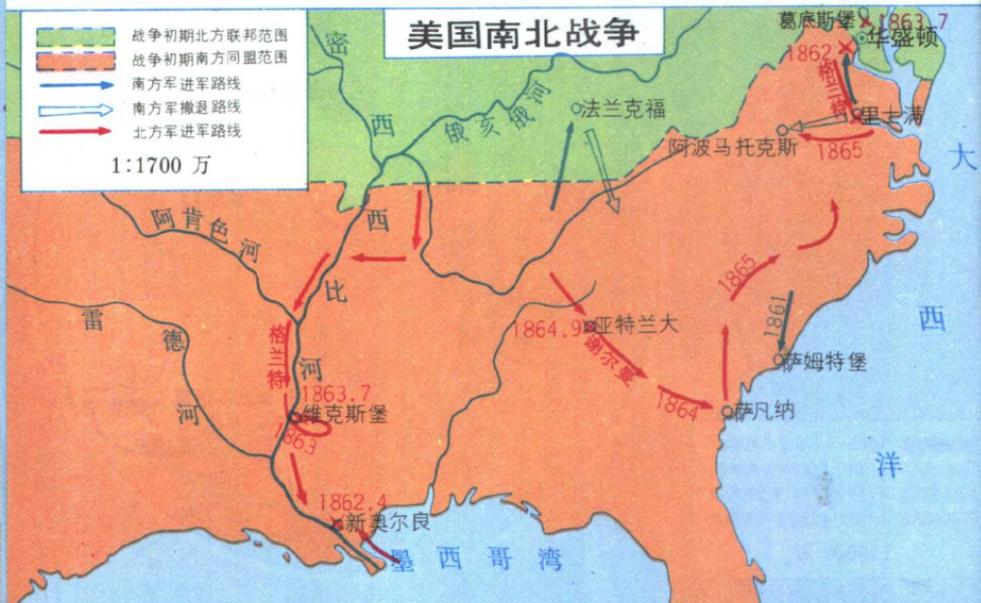 美国南北战争
战争初期北方联邦范围
战争初期南方同盟范围
南方军进军路线
南方军撤退路线
北方军进军路线
1:1700 万
葛底斯堡
1863.7
华盛顿
1862
格兰特
里士满
1865
阿波马托克斯
法兰克福
俄亥俄河
密
西
西
比
河
阿肯色河
雷
德
河
格兰特
1863.7
维克斯堡
1863
1862.4
新奥尔良
墨西哥湾
1864.9
亚特兰大
谢尔曼
1864
萨凡纳
1865
1861
萨姆特堡
大
西
洋